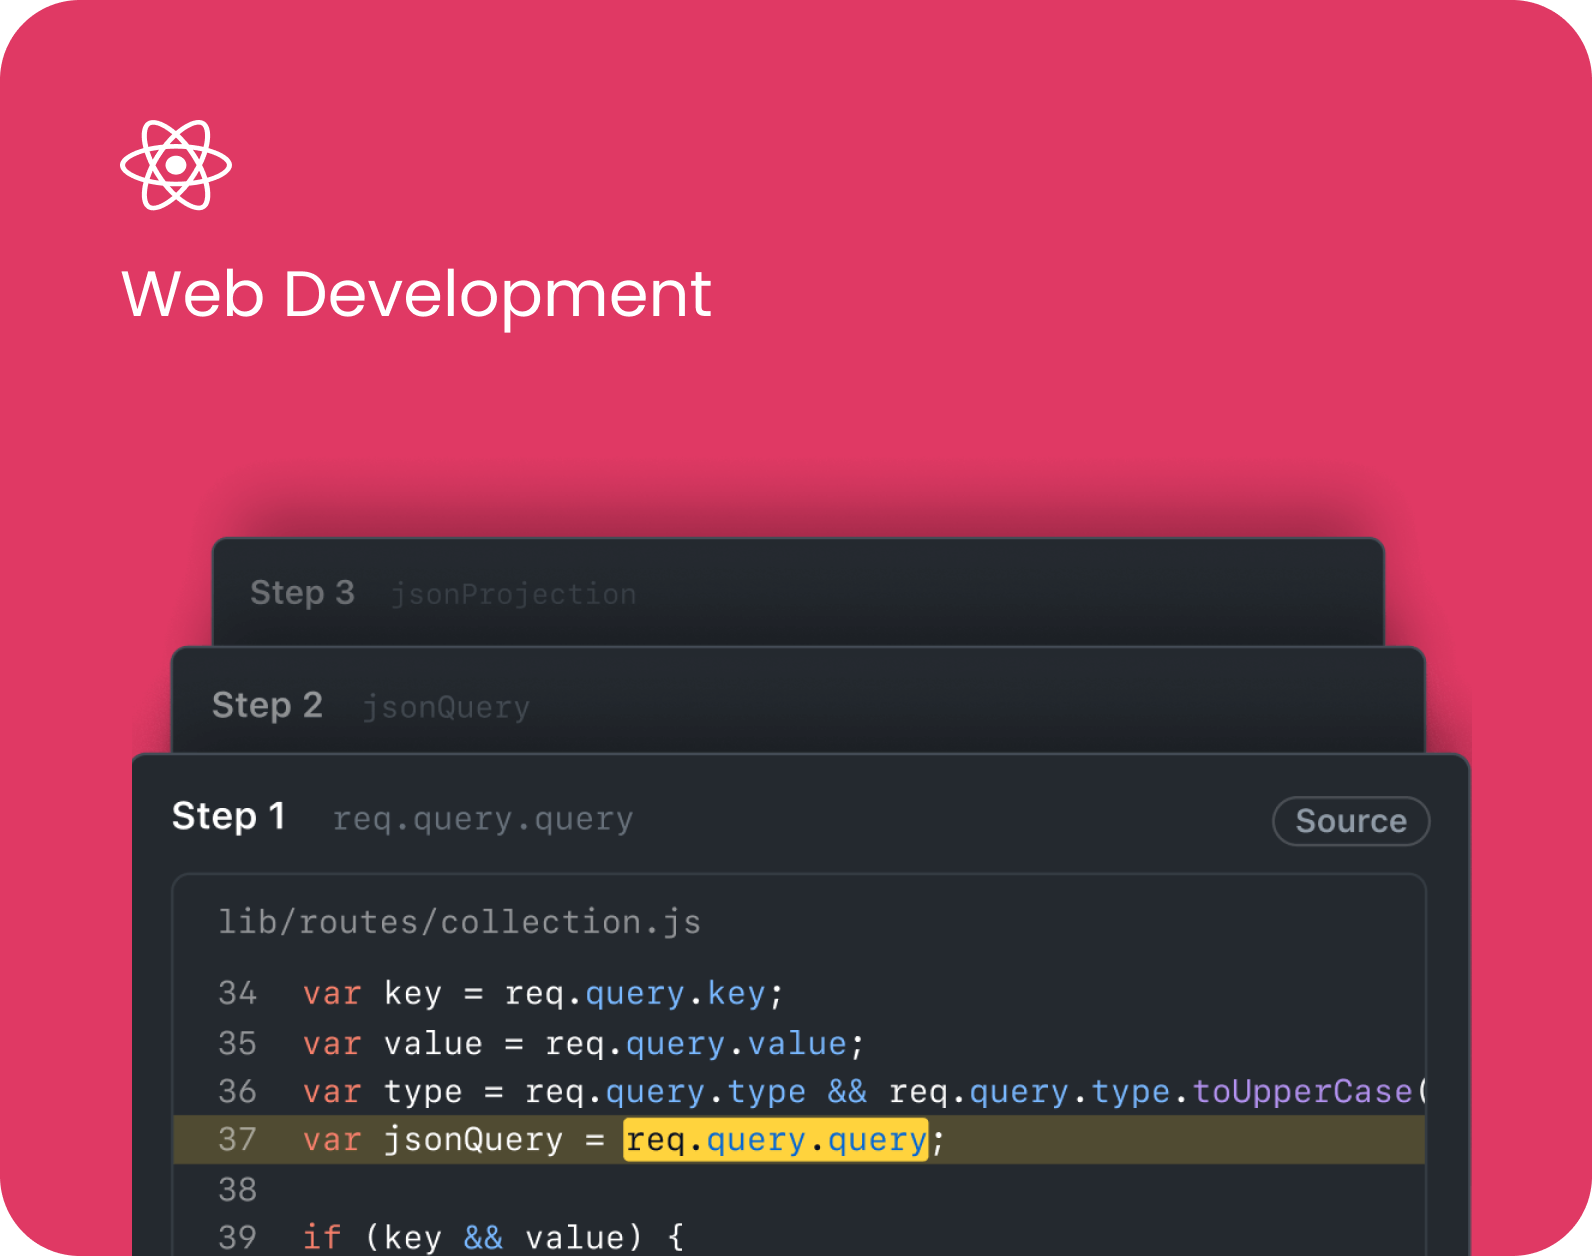 Web Development
Step 3 jsonProjection
Step 2 jsonQuery
Step 1 req.query.query Source
lib/routes/collection.js
34 var key = req.query.key;
35 var value = req.query.value;
36 var type = req.query.type && req.query.type.toUpperCase(
37 var jsonQuery = req.query.query;
38
39 if (key && value) {